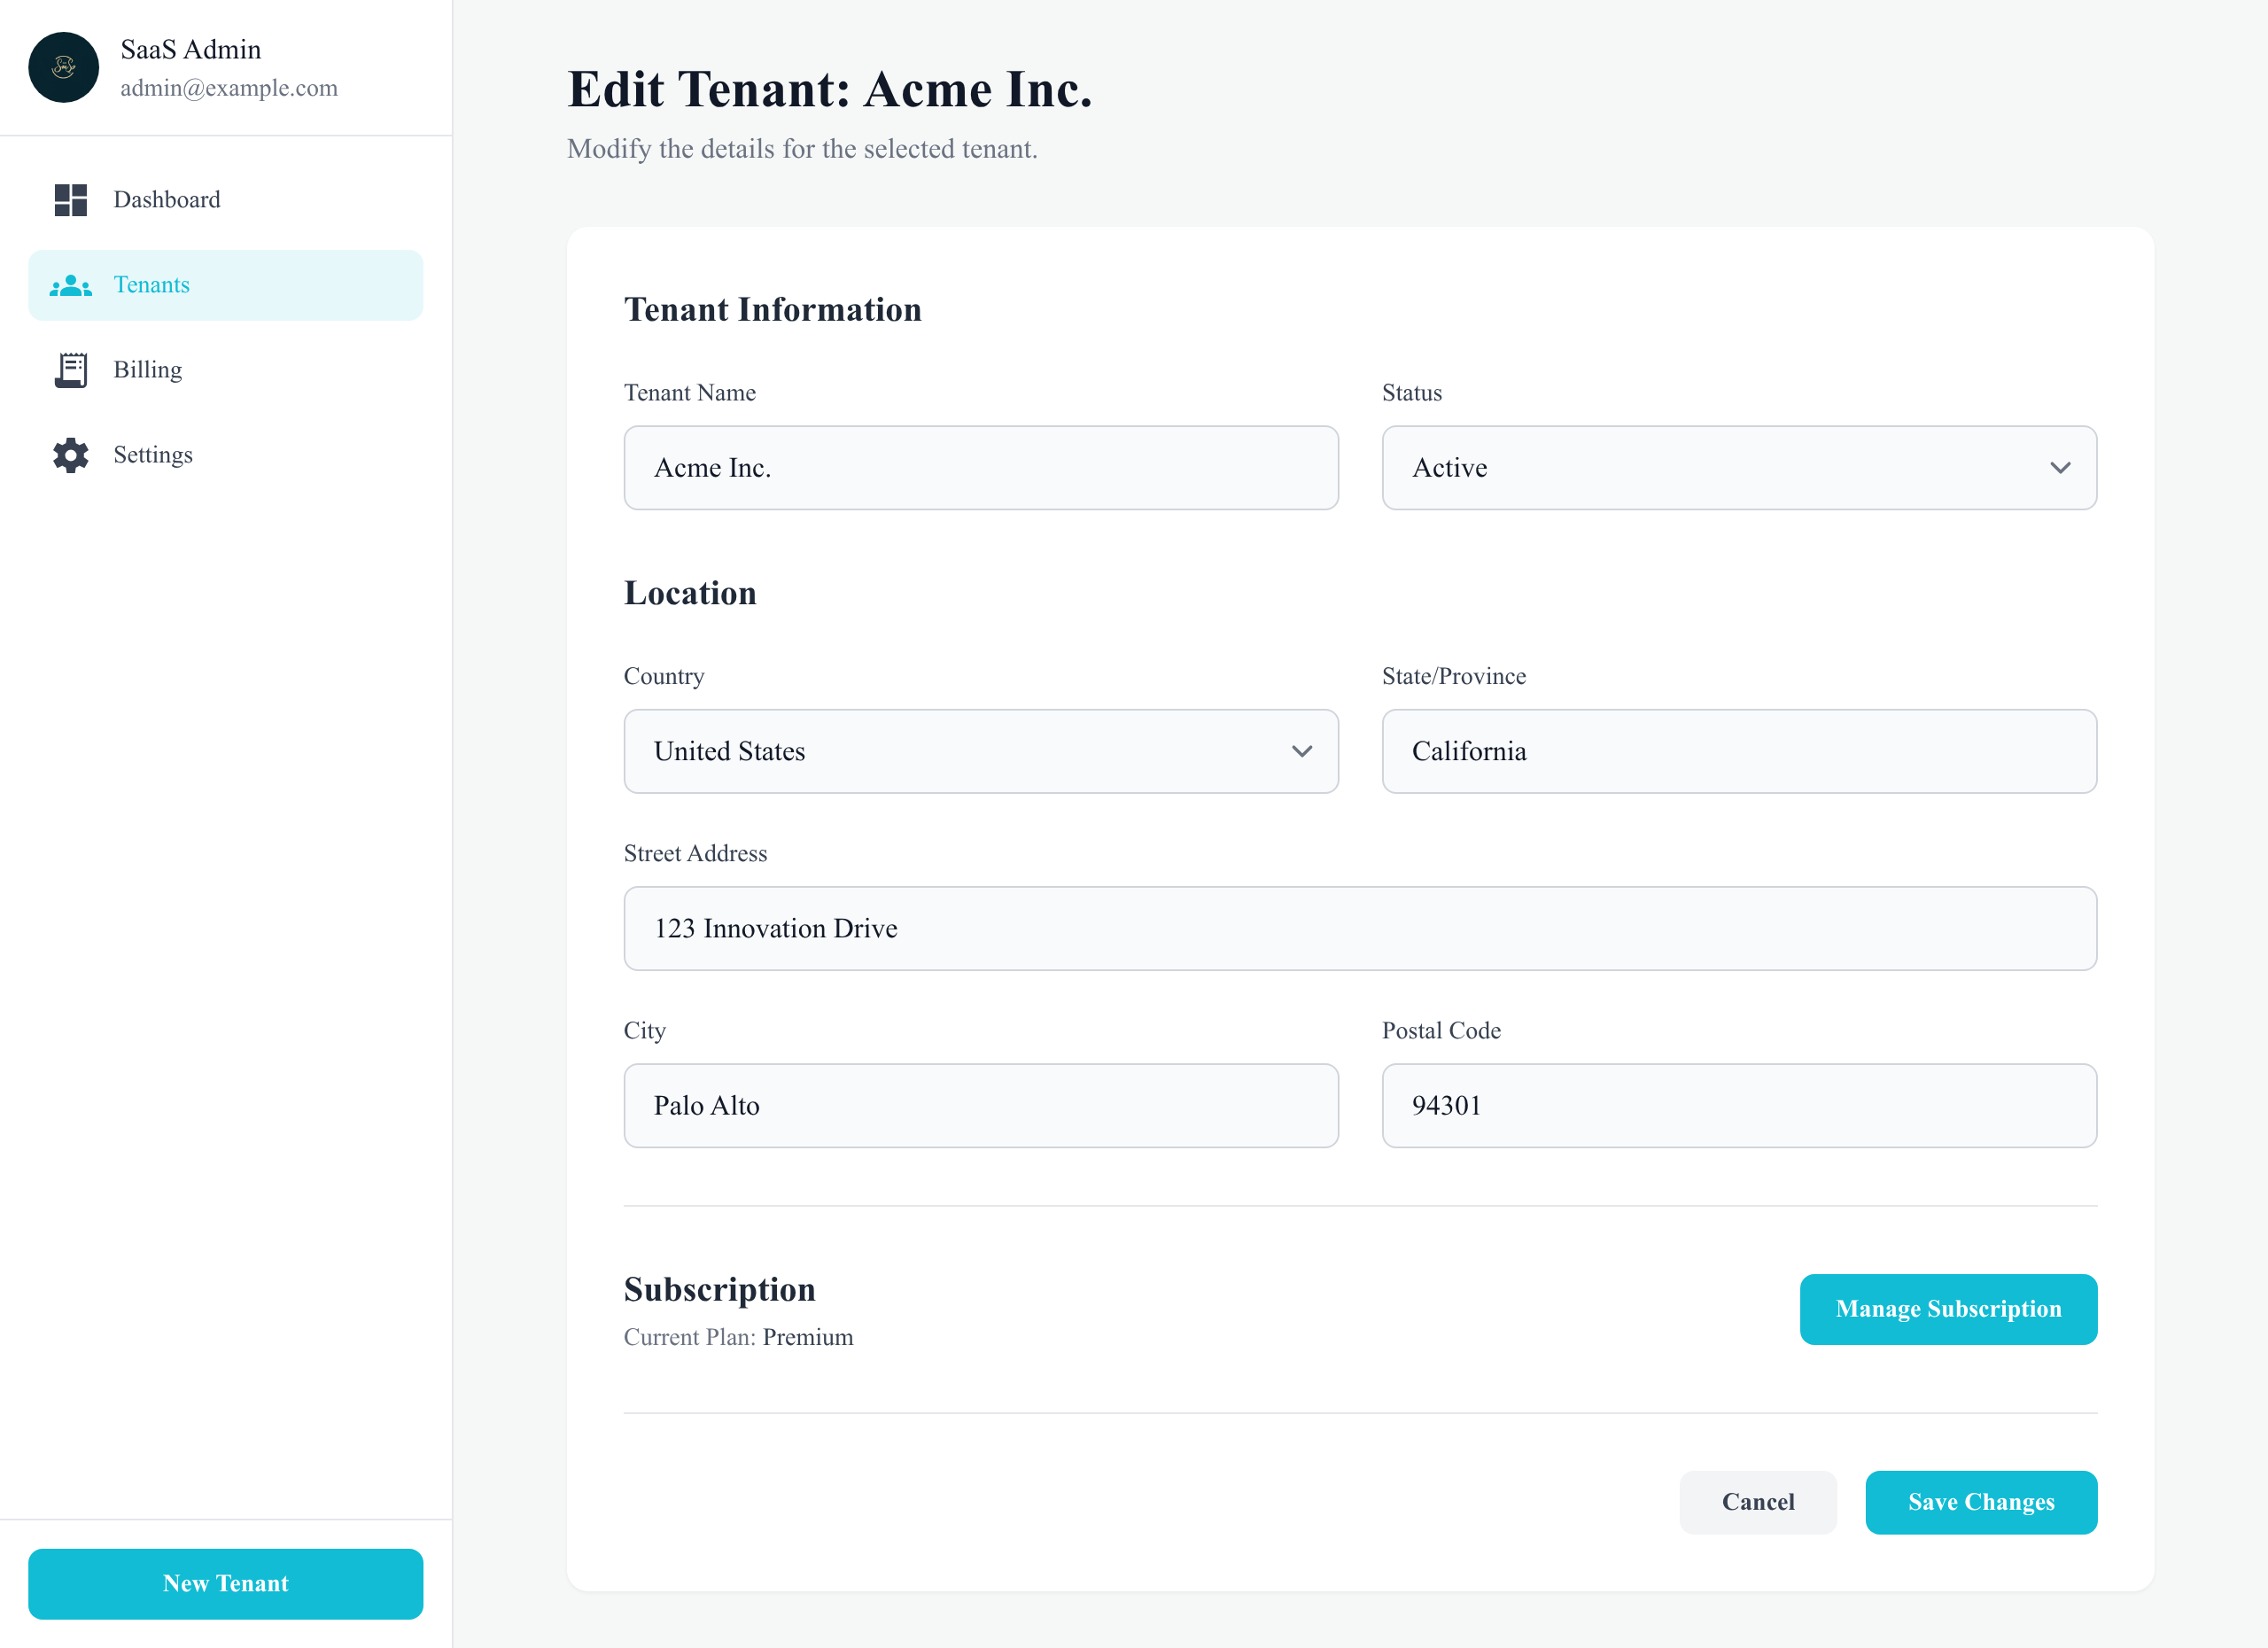 SaaS Admin
admin@example.com
Dashboard
Tenants
Billing
Settings
New Tenant
Edit Tenant: Acme Inc.
Modify the details for the selected tenant.
Tenant Information
Tenant Name
Status
Acme Inc.
Active
Location
Country
State/Province
United States
California
Street Address
123 Innovation Drive
City
Postal Code
Palo Alto
94301
Subscription
Current Plan: Premium
Manage Subscription
Cancel
Save Changes